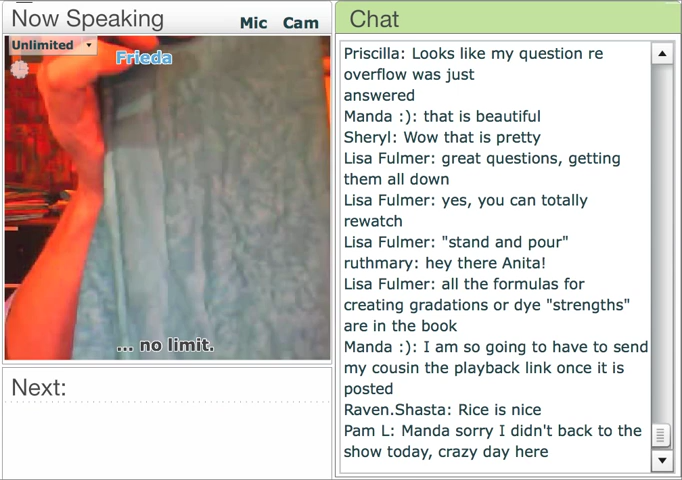 Now Speaking
Mic Cam
Unlimited
Frieda
... no limit.
Next:
Chat
Priscilla: Looks like my question re
overflow was just
answered
Manda :): that is beautiful
Sheryl: Wow that is pretty
Lisa Fulmer: great questions, getting
them all down
Lisa Fulmer: yes, you can totally
rewatch
Lisa Fulmer: "stand and pour"
ruthmary: hey there Anita!
Lisa Fulmer: all the formulas for
creating gradations or dye "strengths"
are in the book
Manda :): I am so going to have to send
my cousin the playback link once it is
posted
Raven.Shasta: Rice is nice
Pam L: Manda sorry I didn't back to the
show today, crazy day here